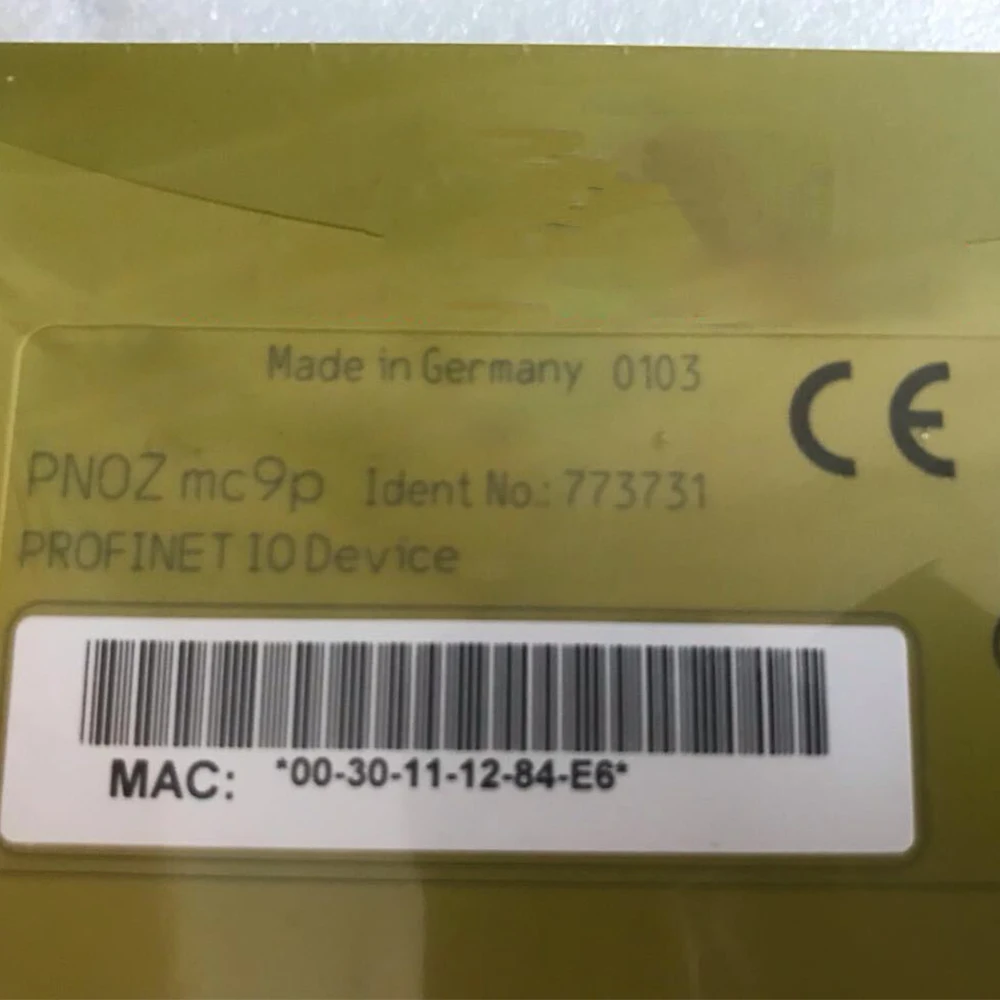 Made in Germany 0103
CE
PNOZ mc9p Ident No.: 773731
PROFINET IO Device
MAC: *00-30-11-12-84-E6*